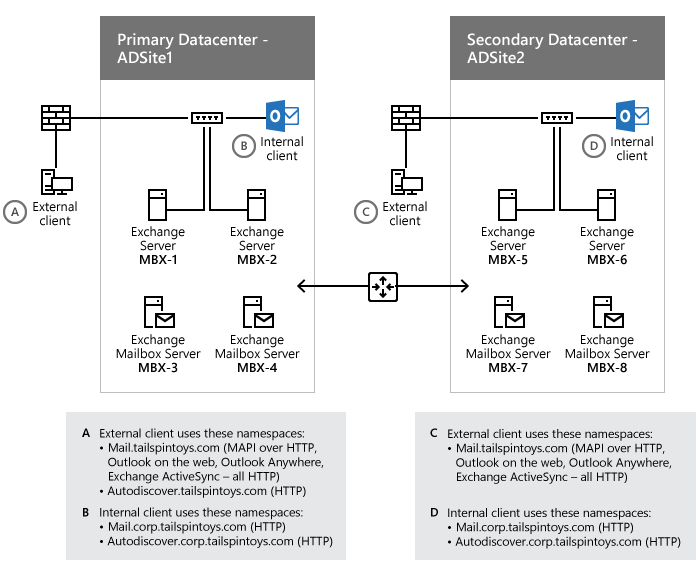 Primary Datacenter -
ADSite1
Secondary Datacenter -
ADSite2
B
Internal
client
D
Internal
client
A
External
client
C
External
client
Exchange
Server
MBX-1
Exchange
Server
MBX-2
Exchange
Server
MBX-5
Exchange
Server
MBX-6
Exchange
Mailbox Server
MBX-3
Exchange
Mailbox Server
MBX-4
Exchange
Mailbox Server
MBX-7
Exchange
Mailbox Server
MBX-8
A External client uses these namespaces:
• Mail.tailspintoys.com (MAPI over HTTP,
Outlook on the web, Outlook Anywhere,
Exchange ActiveSync – all HTTP)
• Autodiscover.tailspintoys.com (HTTP)
B Internal client uses these namespaces:
• Mail.corp.tailspintoys.com (HTTP)
• Autodiscover.corp.tailspintoys.com (HTTP)
C External client uses these namespaces:
• Mail.tailspintoys.com (MAPI over HTTP,
Outlook on the web, Outlook Anywhere,
Exchange ActiveSync – all HTTP)
D Internal client uses these namespaces:
• Mail.corp.tailspintoys.com (HTTP)
• Autodiscover.corp.tailspintoys.com (HTTP)